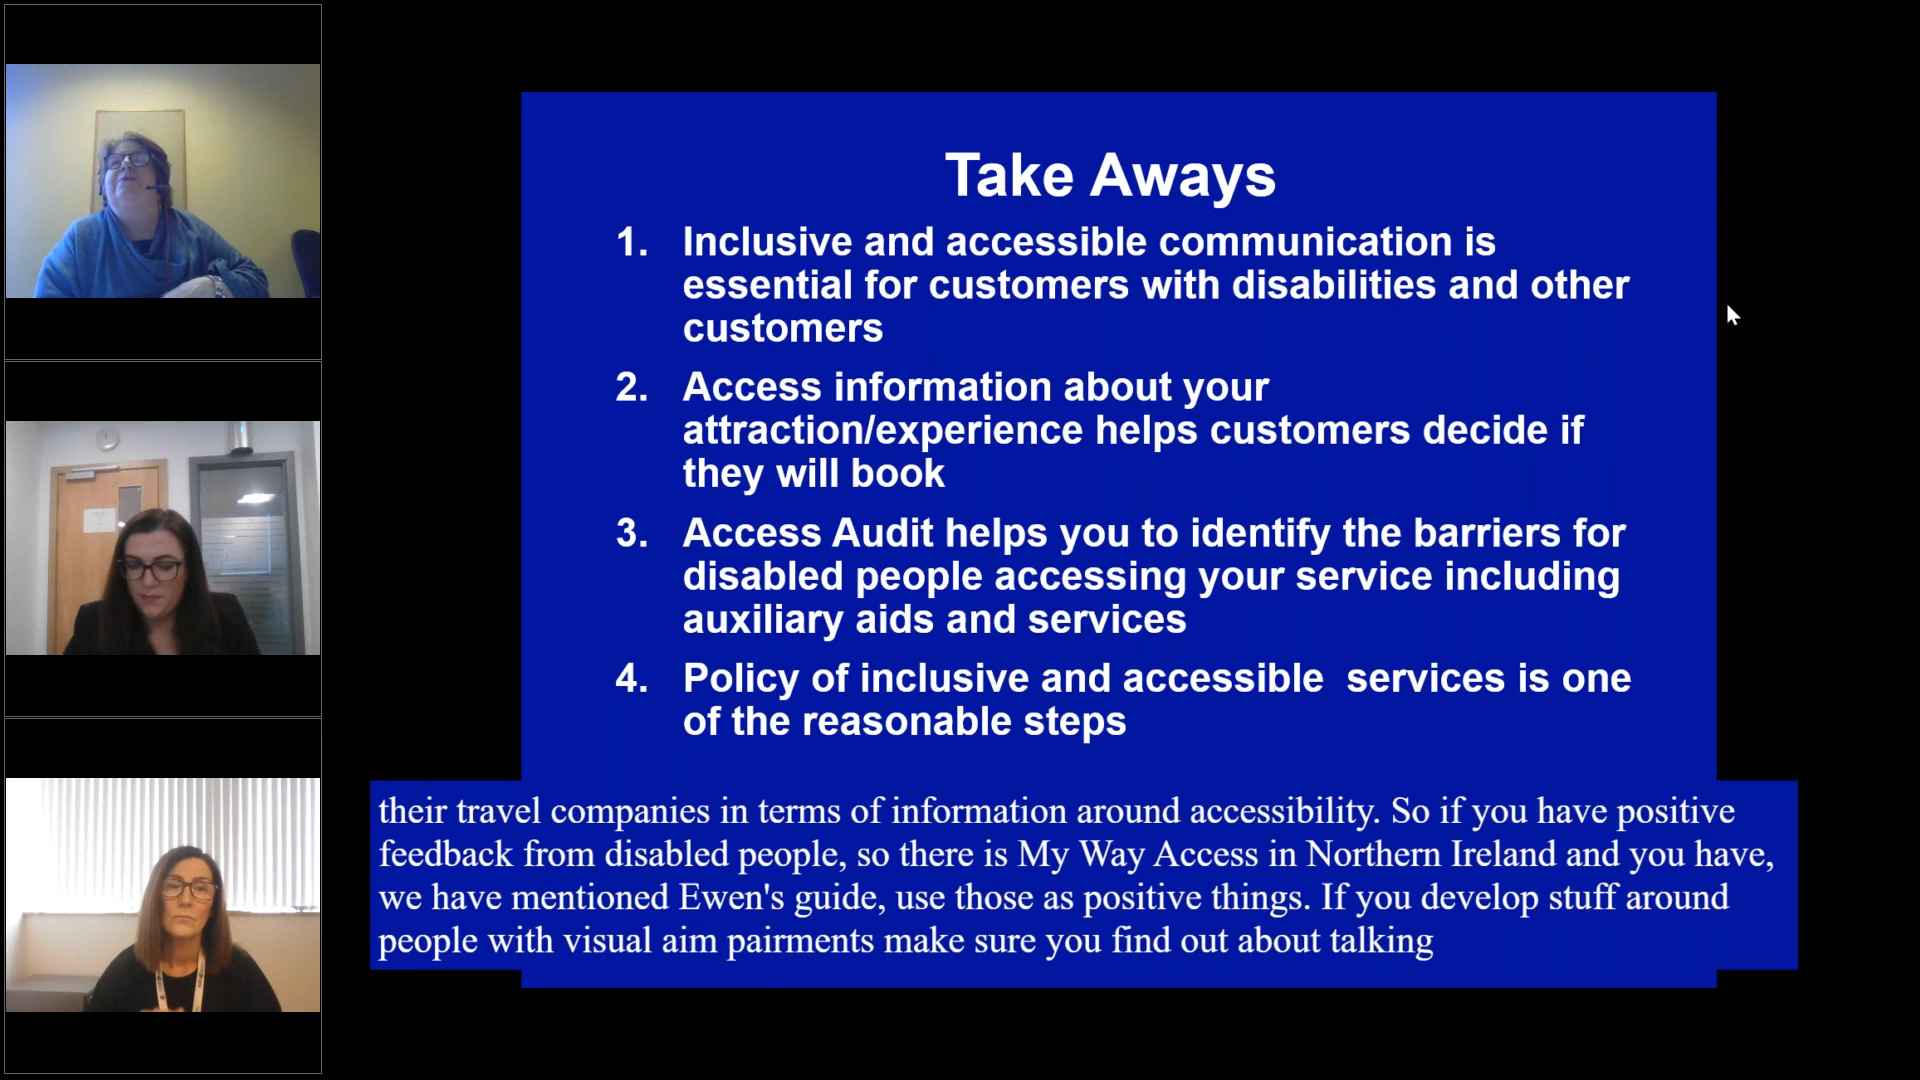 Take Aways
1. Inclusive and accessible communication is
essential for customers with disabilities and other
customers
2. Access information about your
attraction/experience helps customers decide if
they will book
3. Access Audit helps you to identify the barriers for
disabled people accessing your service including
auxiliary aids and services
4. Policy of inclusive and accessible  services is one
of the reasonable steps
their travel companies in terms of information around accessibility. So if you have positive
feedback from disabled people, so there is My Way Access in Northern Ireland and you have,
we have mentioned Ewen's guide, use those as positive things. If you develop stuff around
people with visual aim pairments make sure you find out about talking